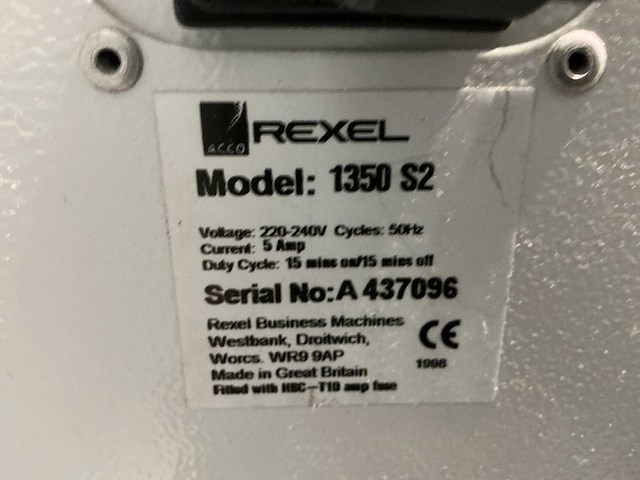 ACCO
REXEL
Model: 1350 S2
Voltage: 220-240V Cycles: 50Hz
Current: 5 Amp
Duty Cycle: 15 mins on/15 mins off
Serial No: A 437096
Rexel Business Machines
Westbank, Droitwich,
Worcs. WR9 9AP
Made in Great Britain
Fitted with HBC-T10 amp fuse
CE
1998